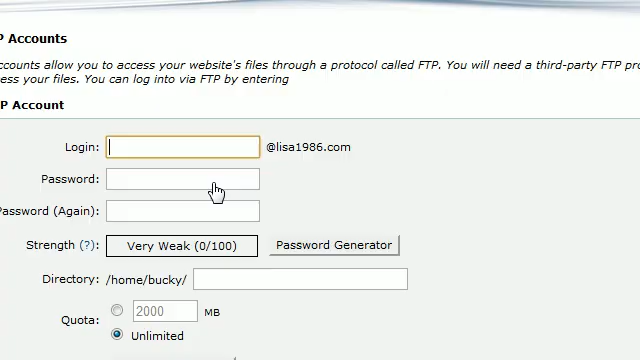 P Accounts
ccounts allow you to access your website's files through a protocol called FTP. You will need a third-party FTP pro
ess your files. You can log into via FTP by entering
P Account
Login: @lisa1986.com
Password:
Password (Again):
Strength (?): Very Weak (0/100) Password Generator
Directory: /home/bucky/
Quota: 2000 MB
Unlimited